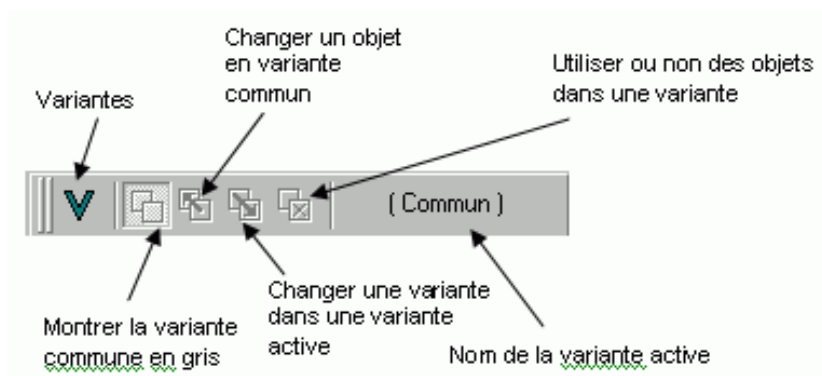 Changer un objet
en variante
commun
Utiliser ou non des objets
dans une variante
Variantes
( Commun )
Changer une variante
dans une variante
active
Montrer la variante
commune en gris
Nom de la variante active